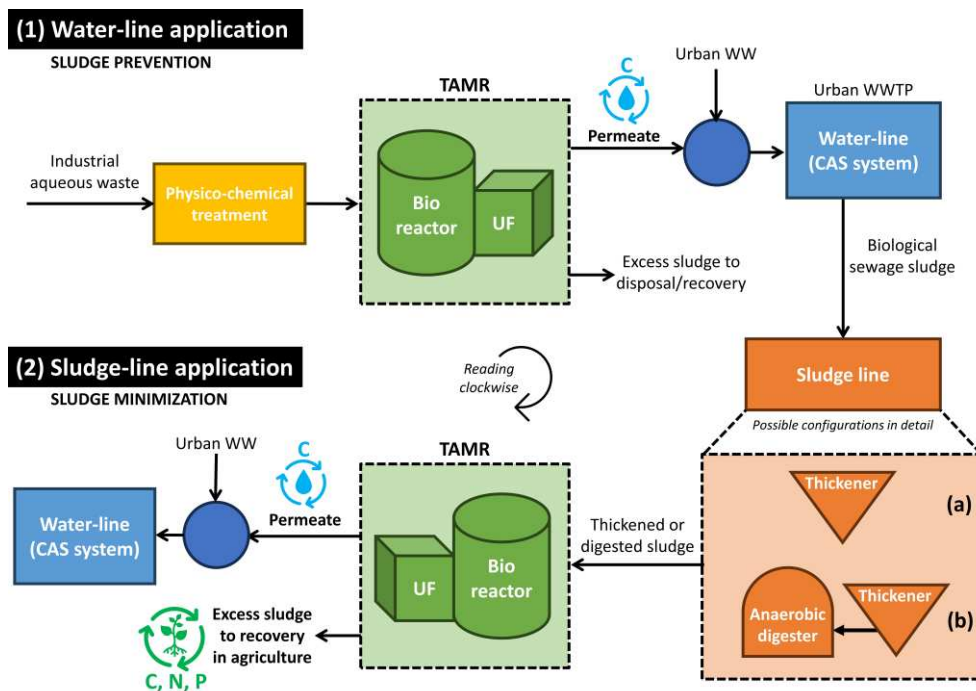 (1) Water-line application
SLUDGE PREVENTION
Industrial
aqueous waste
Physico-chemical
treatment
TAMR
Bio
reactor
UF
C
Permeate
Urban WW
Urban WWTP
Water-line
(CAS system)
Excess sludge to
disposal/recovery
Biological
sewage sludge
Reading
clockwise
Sludge line
Possible configurations in detail
Thickener
(a)
Anaerobic
digester
Thickener
(b)
Thickened or
digested sludge
(2) Sludge-line application
SLUDGE MINIMIZATION
TAMR
UF
Bio
reactor
C
Permeate
Urban WW
Water-line
(CAS system)
Excess sludge
to recovery
in agriculture
C, N, P